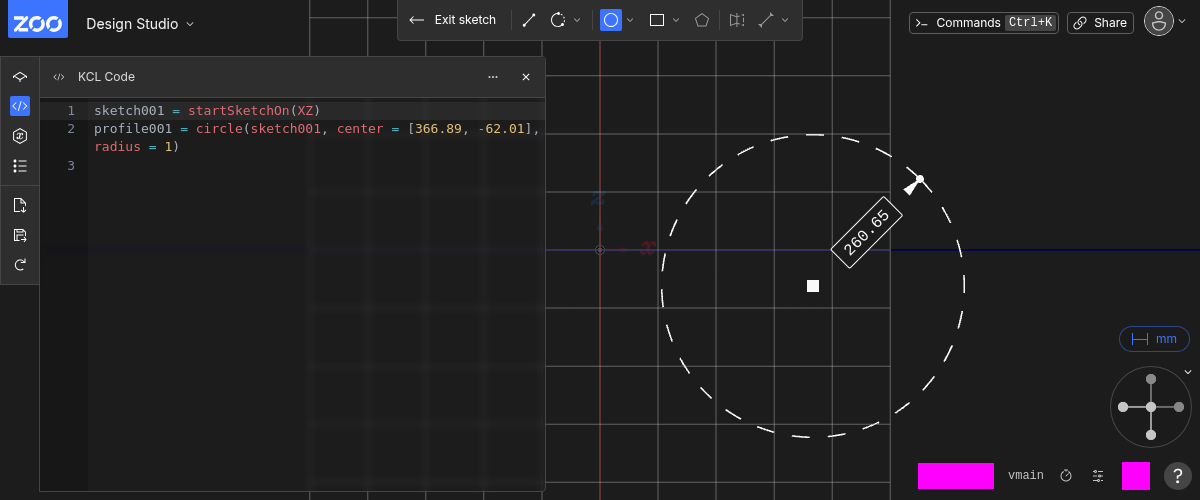 ZOO
Design Studio
Exit sketch
Commands Ctrl+K
Share
KCL Code
1 sketch001 = startSketchOn(XZ)
2 profile001 = circle(sketch001, center = [366.89, -62.01],
radius = 1)
3
z
x
260.65
mm
vmain
?